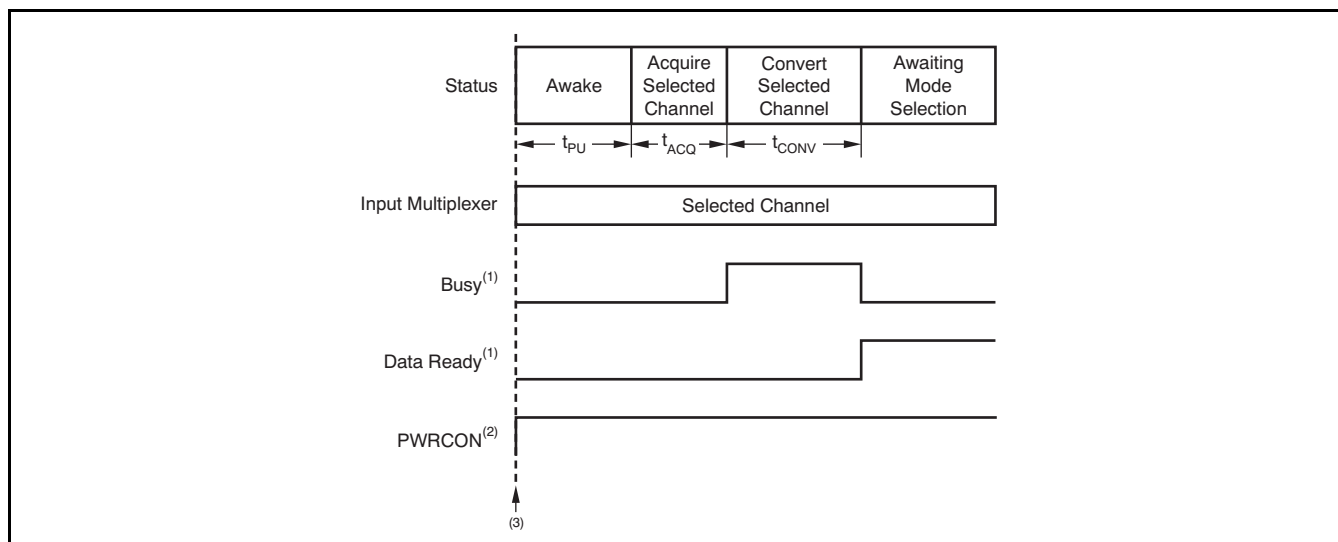 Status
Awake
Acquire
Selected
Channel
Convert
Selected
Channel
Awaiting
Mode
Selection
tPU
tACQ
tCONV
Input Multiplexer
Selected Channel
Busy(1)
Data Ready(1)
PWRCON(2)
(3)